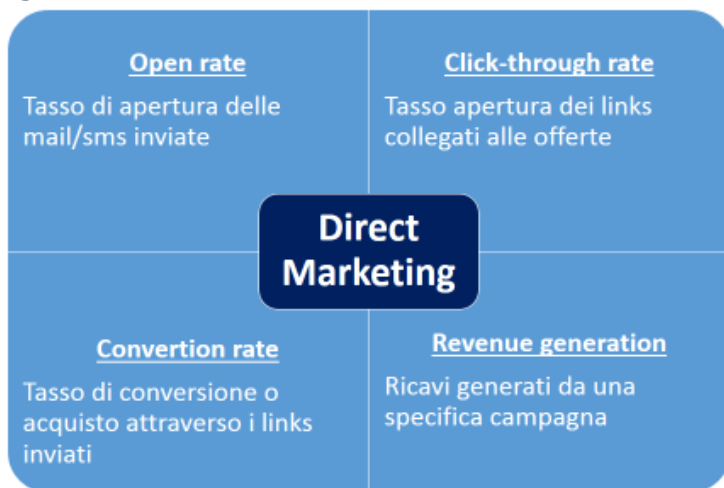 Open rate
Tasso di apertura delle
mail/sms inviate
Click-through rate
Tasso apertura dei links
collegati alle offerte
Direct
Marketing
Convertion rate
Tasso di conversione o
acquisto attraverso i links
inviati
Revenue generation
Ricavi generati da una
specifica campagna